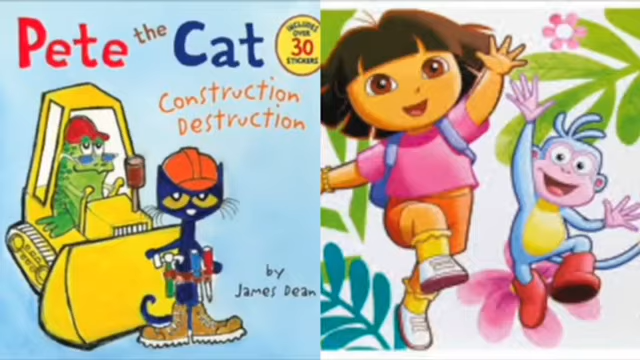 Pete the Cat
INCLUDES
OVER
30
STICKERS
Construction
Destruction
by
James Dean